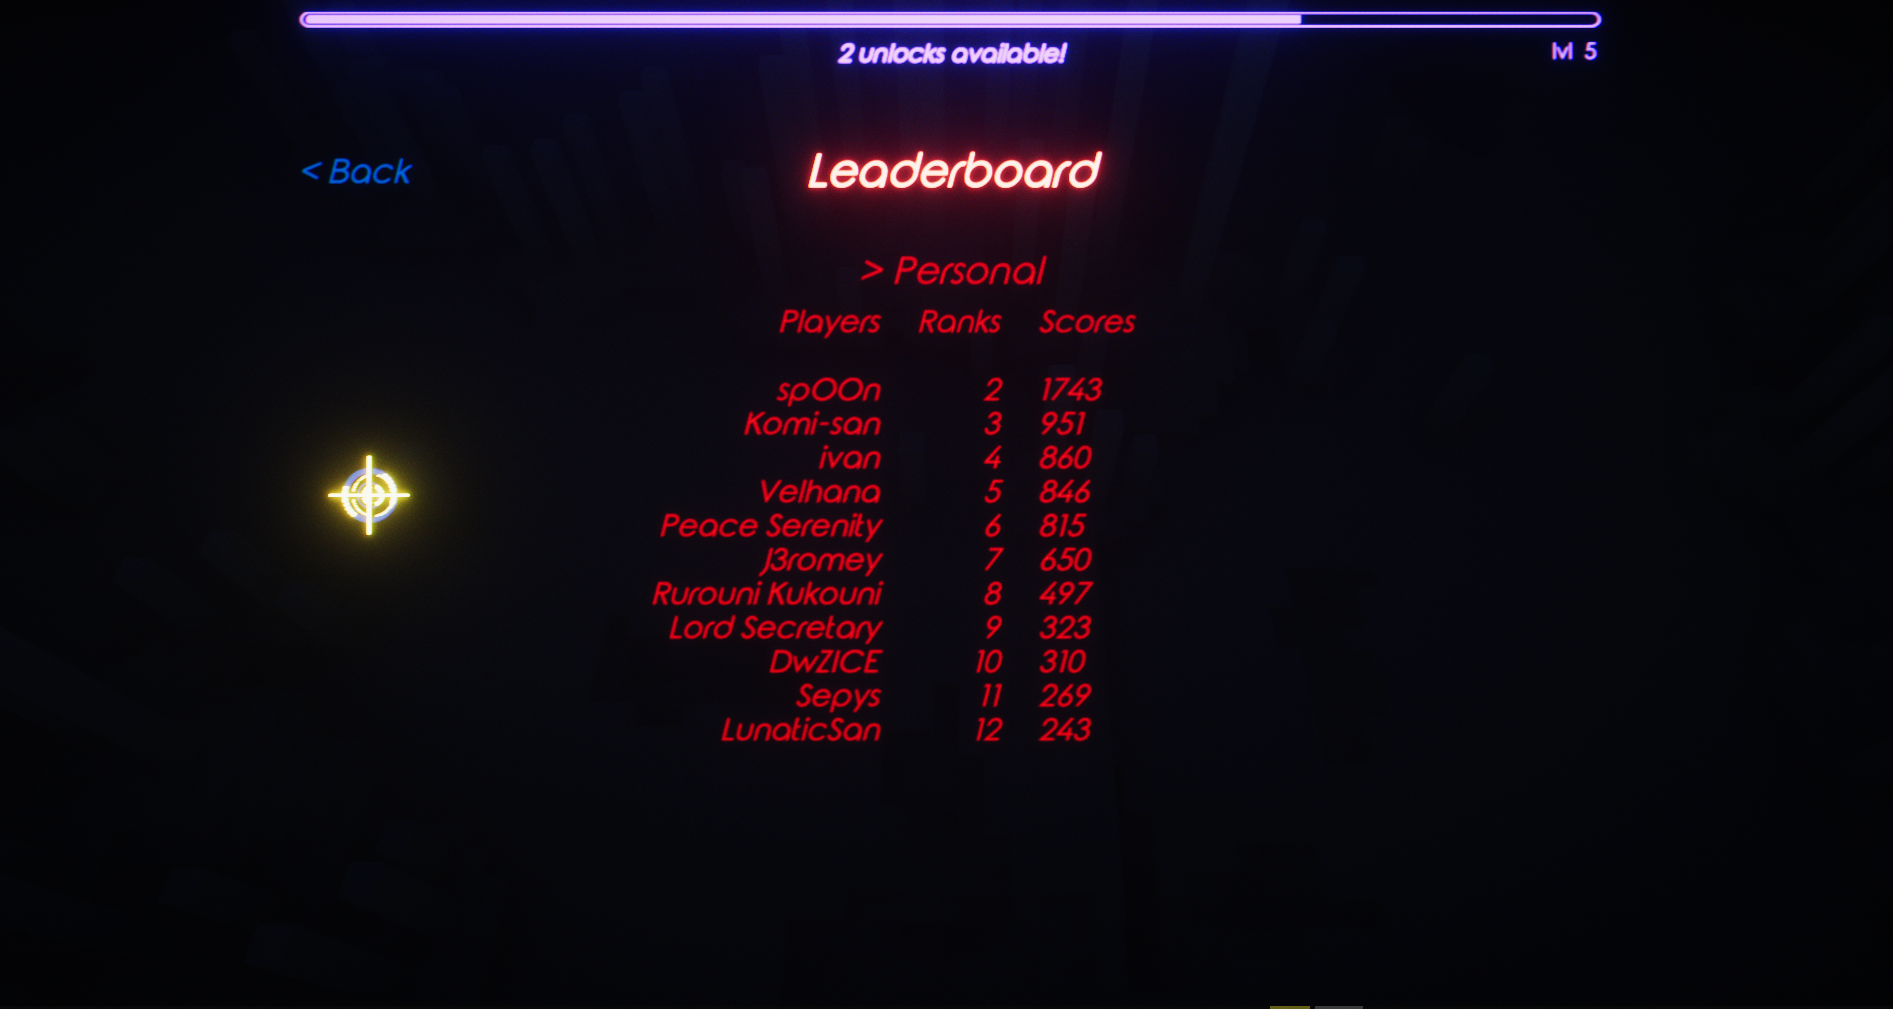 2 unlocks available!
lvl 5
< Back
Leaderboard
> Personal
Players Ranks Scores
spOOn 2 1743
Komi-san 3 951
ivan 4 860
Velhana 5 846
Peace Serenity 6 815
J3romey 7 650
Rurouni Kukouni 8 497
Lord Secretary 9 323
DwZICE 10 310
Sepys 11 269
LunaticSan 12 243